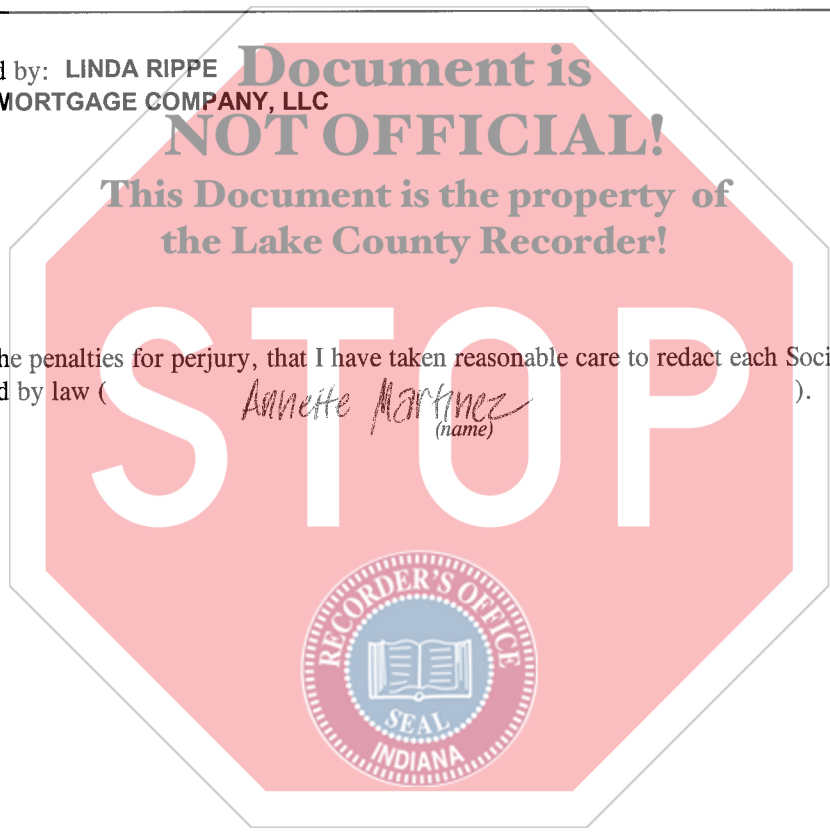 d by: LINDA RIPPE
MORTGAGE COMPANY, LLC
Document is
NOT OFFICIAL!
This Document is the property of
the Lake County Recorder!
STOP
he penalties for perjury, that I have taken reasonable care to redact each Soci
d by law ( Annette Martinez ).
(name)
RECORDER'S OFFICE
SEAL
INDIANA